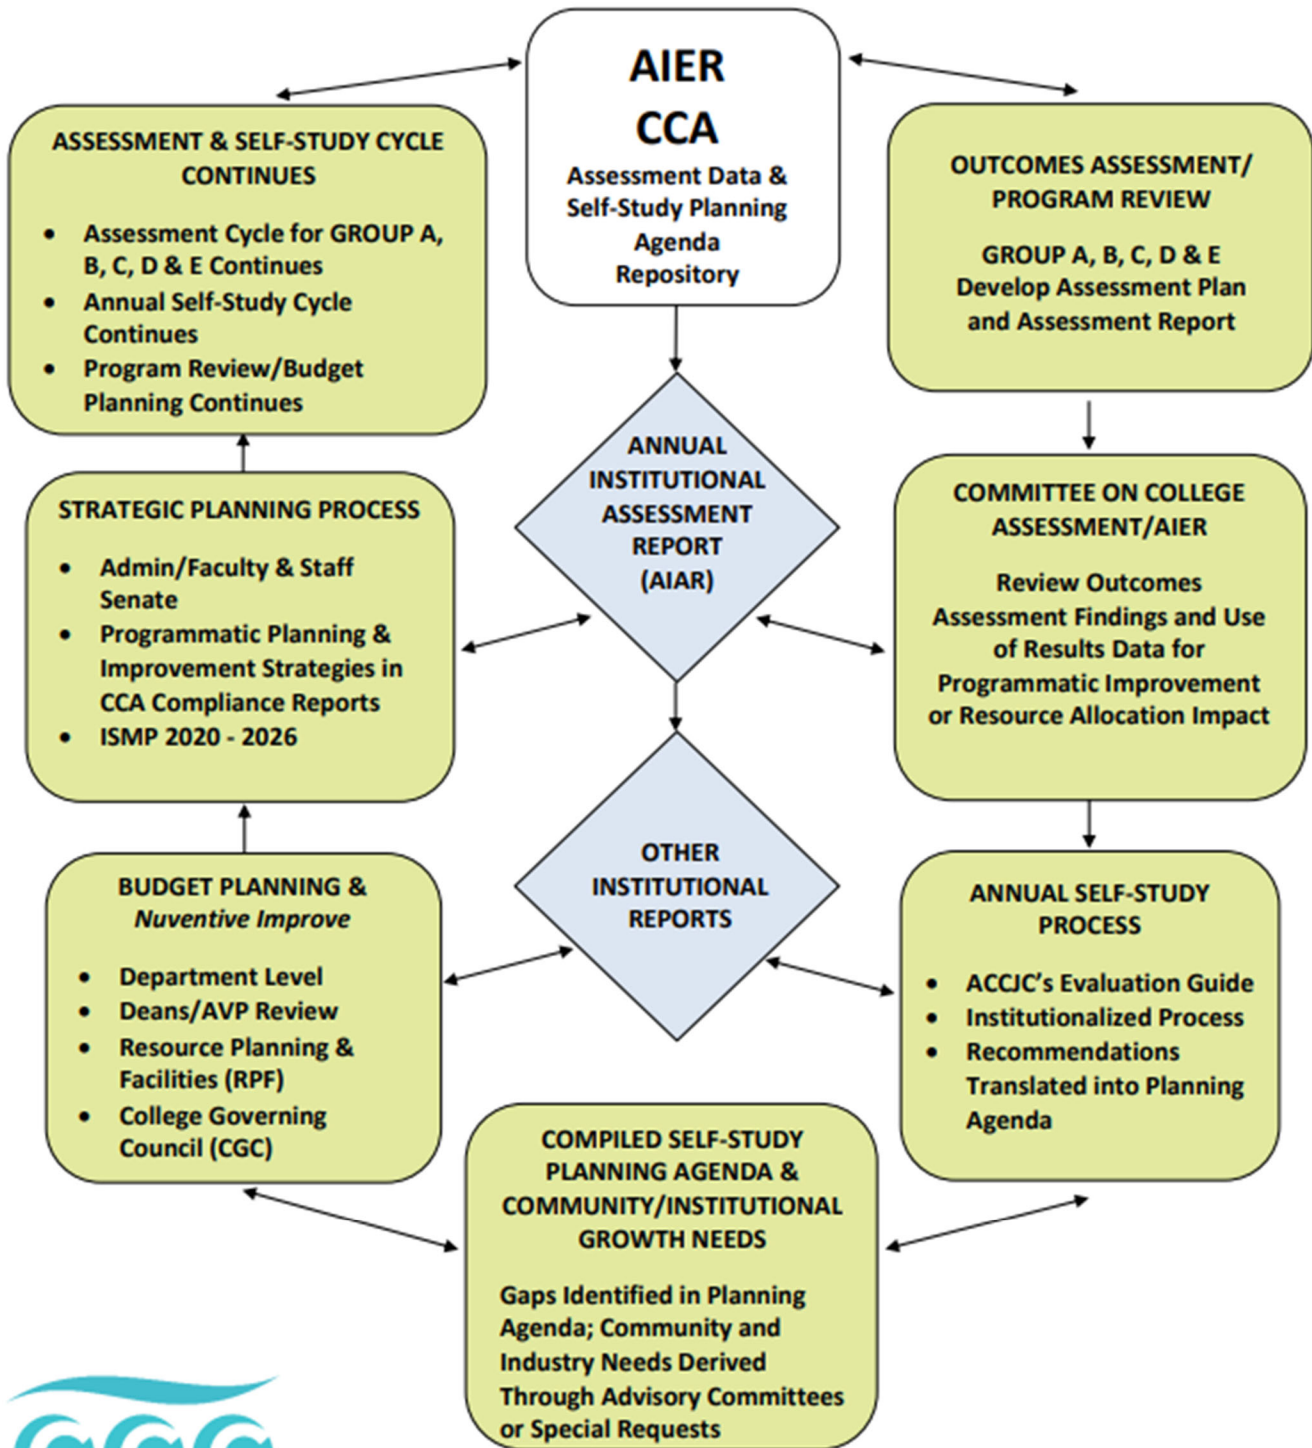 AIER
CCA
Assessment Data &
Self-Study Planning
Agenda
Repository
ASSESSMENT & SELF-STUDY CYCLE
CONTINUES
• Assessment Cycle for GROUP A,
B, C, D & E Continues
• Annual Self-Study Cycle
Continues
• Program Review/Budget
Planning Continues
OUTCOMES ASSESSMENT/
PROGRAM REVIEW
GROUP A, B, C, D & E
Develop Assessment Plan
and Assessment Report
ANNUAL
INSTITUTIONAL
ASSESSMENT
REPORT
(AIAR)
STRATEGIC PLANNING PROCESS
• Admin/Faculty & Staff
Senate
• Programmatic Planning &
Improvement Strategies in
CCA Compliance Reports
• ISMP 2020 - 2026
COMMITTEE ON COLLEGE
ASSESSMENT/AIER
Review Outcomes
Assessment Findings and Use
of Results Data for
Programmatic Improvement
or Resource Allocation Impact
OTHER
INSTITUTIONAL
REPORTS
BUDGET PLANNING &
Nuventive Improve
• Department Level
• Deans/AVP Review
• Resource Planning &
Facilities (RPF)
• College Governing
Council (CGC)
ANNUAL SELF-STUDY
PROCESS
• ACCJC’s Evaluation Guide
• Institutionalized Process
• Recommendations
Translated into Planning
Agenda
COMPILED SELF-STUDY
PLANNING AGENDA &
COMMUNITY/INSTITUTIONAL
GROWTH NEEDS
Gaps Identified in Planning
Agenda; Community and
Industry Needs Derived
Through Advisory Committees
or Special Requests